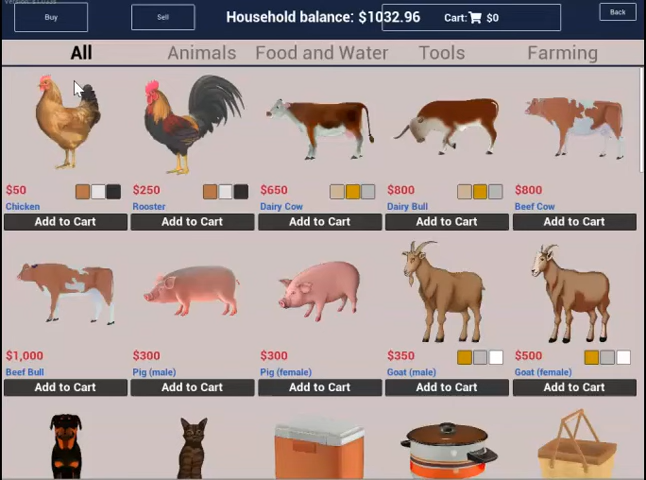 Buy
Sell
Household balance: $1032.96
Cart: $0
Back
All
Animals
Food and Water
Tools
Farming
$50
$250
$650
$800
$800
Chicken
Rooster
Dairy Cow
Dairy Bull
Beef Cow
Add to Cart
Add to Cart
Add to Cart
Add to Cart
Add to Cart
$1,000
$300
$300
$350
$500
Beef Bull
Pig (male)
Pig (female)
Goat (male)
Goat (female)
Add to Cart
Add to Cart
Add to Cart
Add to Cart
Add to Cart